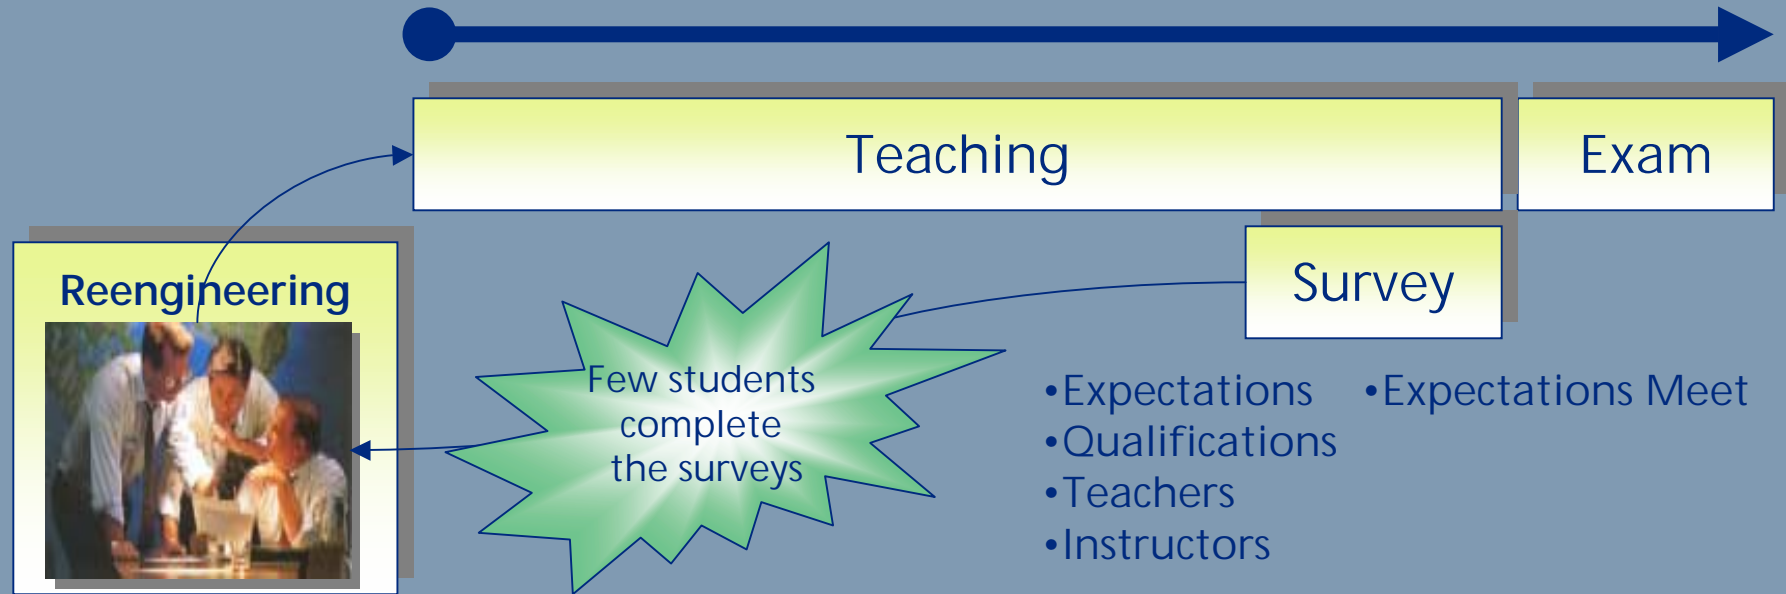 Teaching
Exam
Reengineering
Survey
Few students
complete
the surveys
•Expectations
•Qualifications
•Teachers
•Instructors
•Expectations Meet